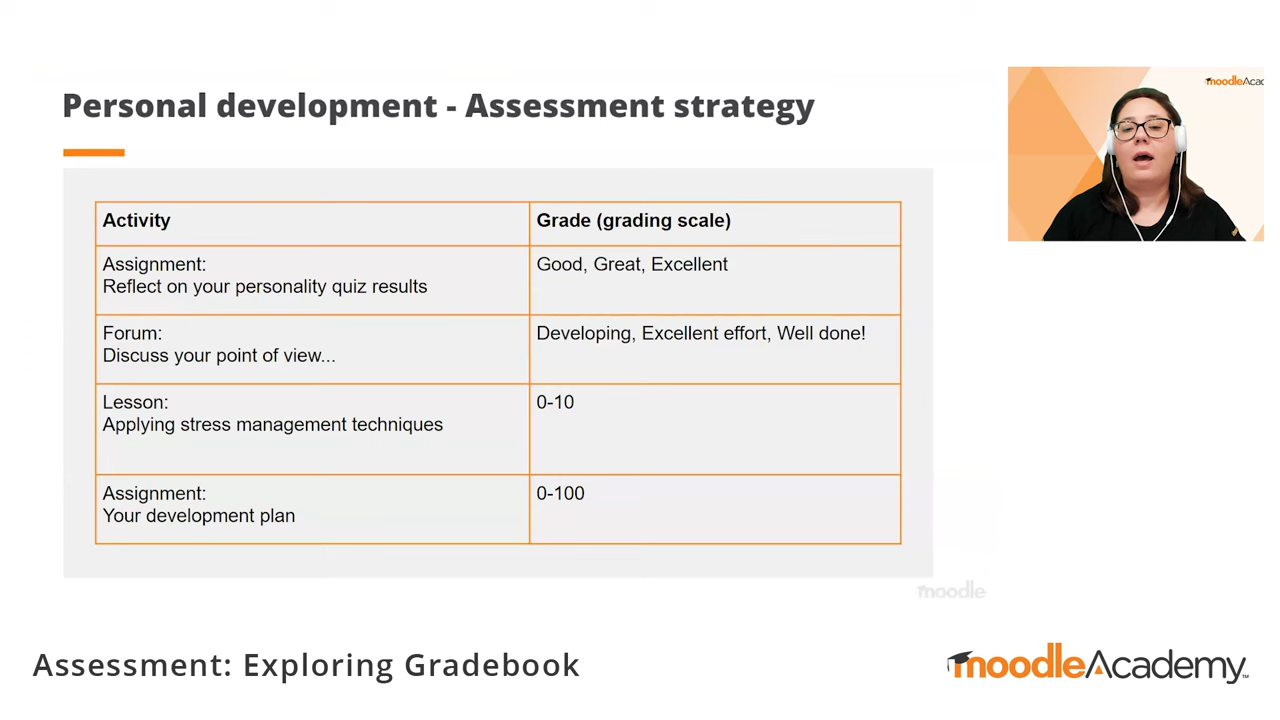 Personal development - Assessment strategy
moodleAcad
Activity
Grade (grading scale)
Assignment:
Reflect on your personality quiz results
Good, Great, Excellent
Forum:
Discuss your point of view...
Developing, Excellent effort, Well done!
Lesson:
Applying stress management techniques
0-10
Assignment:
Your development plan
0-100
moodle
Assessment: Exploring Gradebook
moodleAcademy™